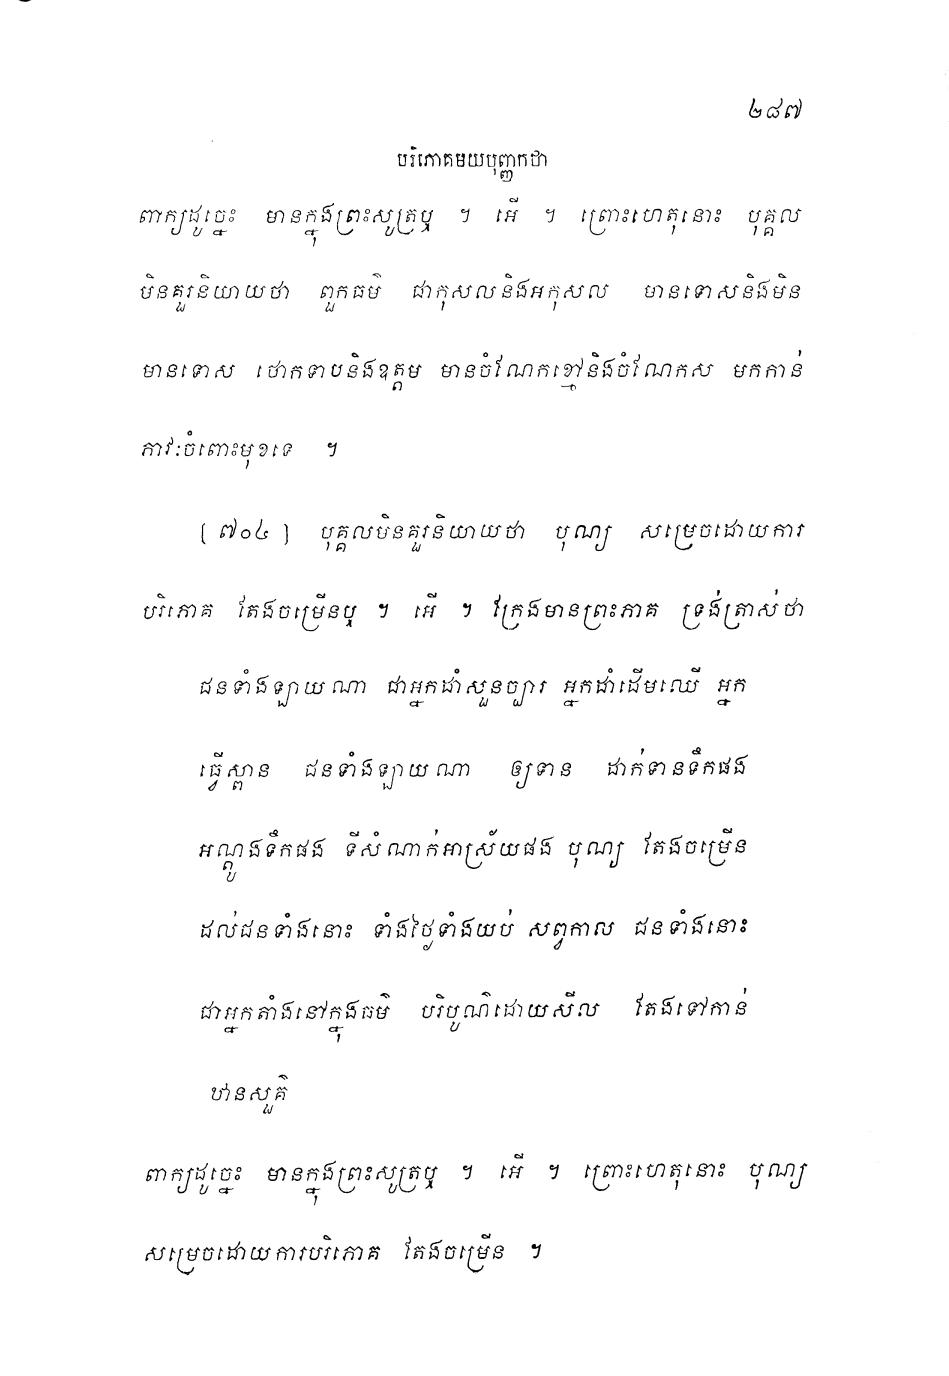 ២៨៧
បរិភោគមយបុញ្ញកថា
ពាក្យដូច្នេះ មានក្នុងព្រះសូត្រឬ ។ អើ ។ ព្រោះហេតុនោះ បុគ្គល
មិនគួរនិយាយថា ពួកធម៌ ជាកុសលនិងអកុសល មានទោសនិងមិន
មានទោស ថោកទាបនិងឧត្តម មានចំណែកខ្មៅនិងចំណែកស មកកាន់
ភាវៈចំពោះមុខទេ ។
[ ៧០៤ ] បុគ្គលមិនគួរនិយាយថា បុណ្យ សម្រេចដោយការ
បរិភោគ តែងចម្រើនឬ ។ អើ ។ ក្រែងមានព្រះភាគ ទ្រង់ត្រាស់ថា
ជនទាំងឡាយណា ជាអ្នកដាំសួនច្បារ អ្នកដាំដើមឈើ អ្នក
ធ្វើស្ពាន ជនទាំងឡាយណា ឲ្យទាន ដាក់ទានទឹកផង
អណ្តូងទឹកផង ទីសំណាក់អាស្រ័យផង បុណ្យ តែងចម្រើន
ដល់ជនទាំងនោះ ទាំងថ្ងៃទាំងយប់ សព្វកាល ជនទាំងនោះ
ជាអ្នកតាំងនៅក្នុងធម៌ បរិបូណ៌ដោយសីល តែងទៅកាន់
ឋានសួគ៌
ពាក្យដូច្នេះ មានក្នុងព្រះសូត្រឬ ។ អើ ។ ព្រោះហេតុនោះ បុណ្យ
សម្រេចដោយការបរិភោគ តែងចម្រើន ។